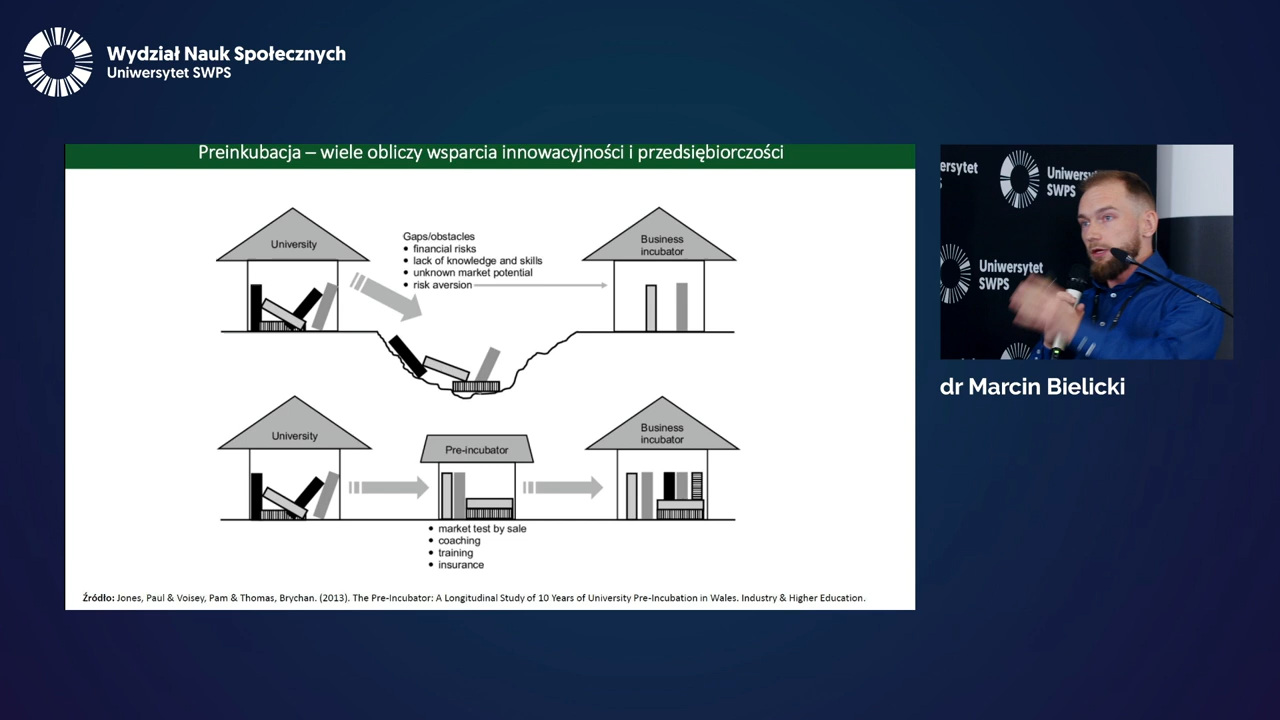 Wydział Nauk Społecznych
Uniwersytet SWPS
Preinkubacja – wiele obliczy wsparcia innowacyjności i przedsiębiorczości
University
Gaps/obstacles
• financial risks
• lack of knowledge and skills
• unknown market potential
• risk aversion
Business
incubator
University
Pre-incubator
Business
incubator
• market test by sale
• coaching
• training
• insurance
Źródło: Jones, Paul & Voisey, Pam & Thomas, Brychan. (2013). The Pre-Incubator: A Longitudinal Study of 10 Years of University Pre-Incubation in Wales. Industry & Higher Education.
ersytet
Uniwersytet
SWPS
Uniwersytet
SWPS
dr Marcin Bielicki